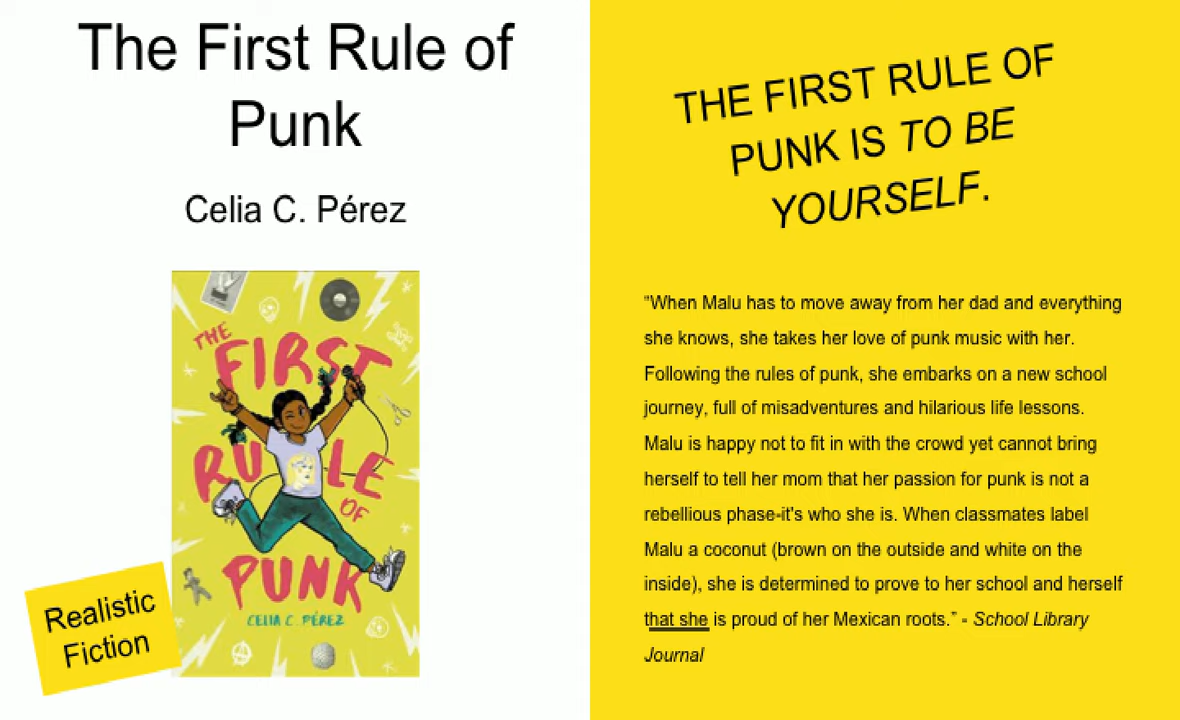 The First Rule of
Punk
Celia C. Pérez
THE
FIRST
RULE
OF
PUNK
CELIA C. PÉREZ
Realistic
Fiction
THE FIRST RULE OF
PUNK IS TO BE
YOURSELF.
"When Malu has to move away from her dad and everything
she knows, she takes her love of punk music with her.
Following the rules of punk, she embarks on a new school
journey, full of misadventures and hilarious life lessons.
Malu is happy not to fit in with the crowd yet cannot bring
herself to tell her mom that her passion for punk is not a
rebellious phase-it's who she is. When classmates label
Malu a coconut (brown on the outside and white on the
inside), she is determined to prove to her school and herself
that she is proud of her Mexican roots." - School Library
Journal